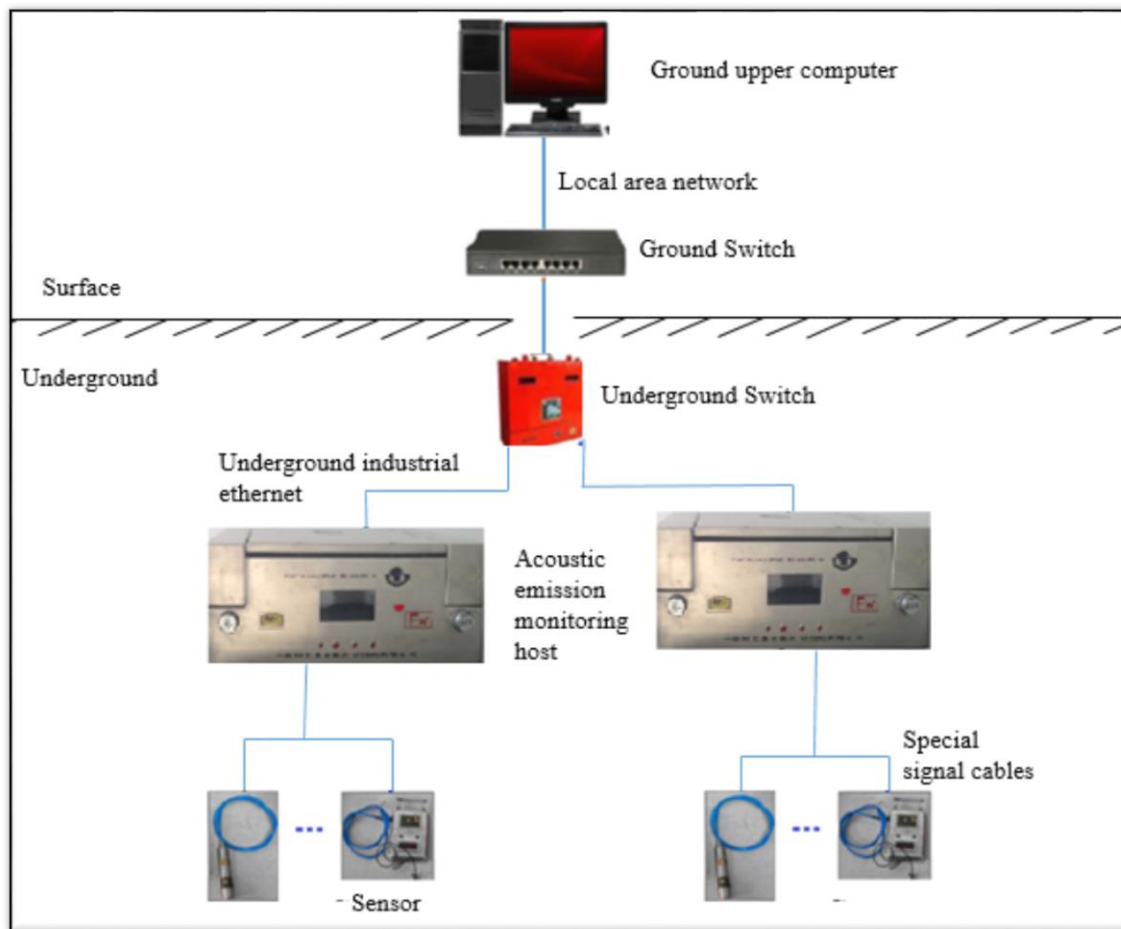 Ground upper computer
Local area network
Ground Switch
Surface
Underground
Underground Switch
Underground industrial
ethernet
Acoustic
emission
monitoring
host
Special
signal cables
Sensor